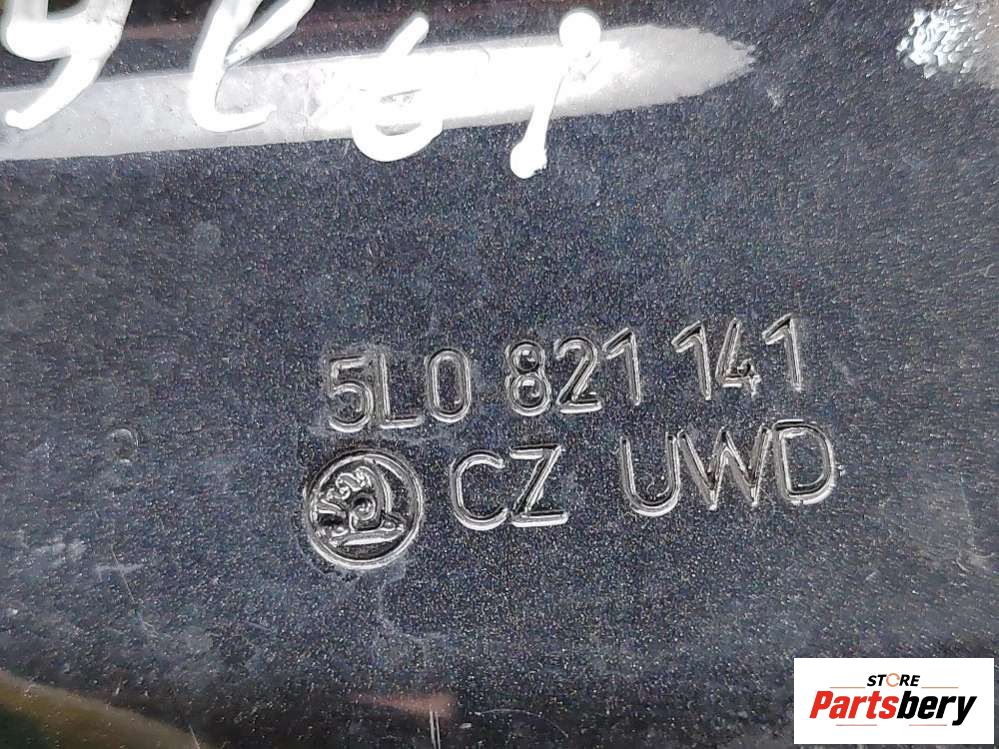 5L0 821 141
CZ UWD
STORE
Partsbery